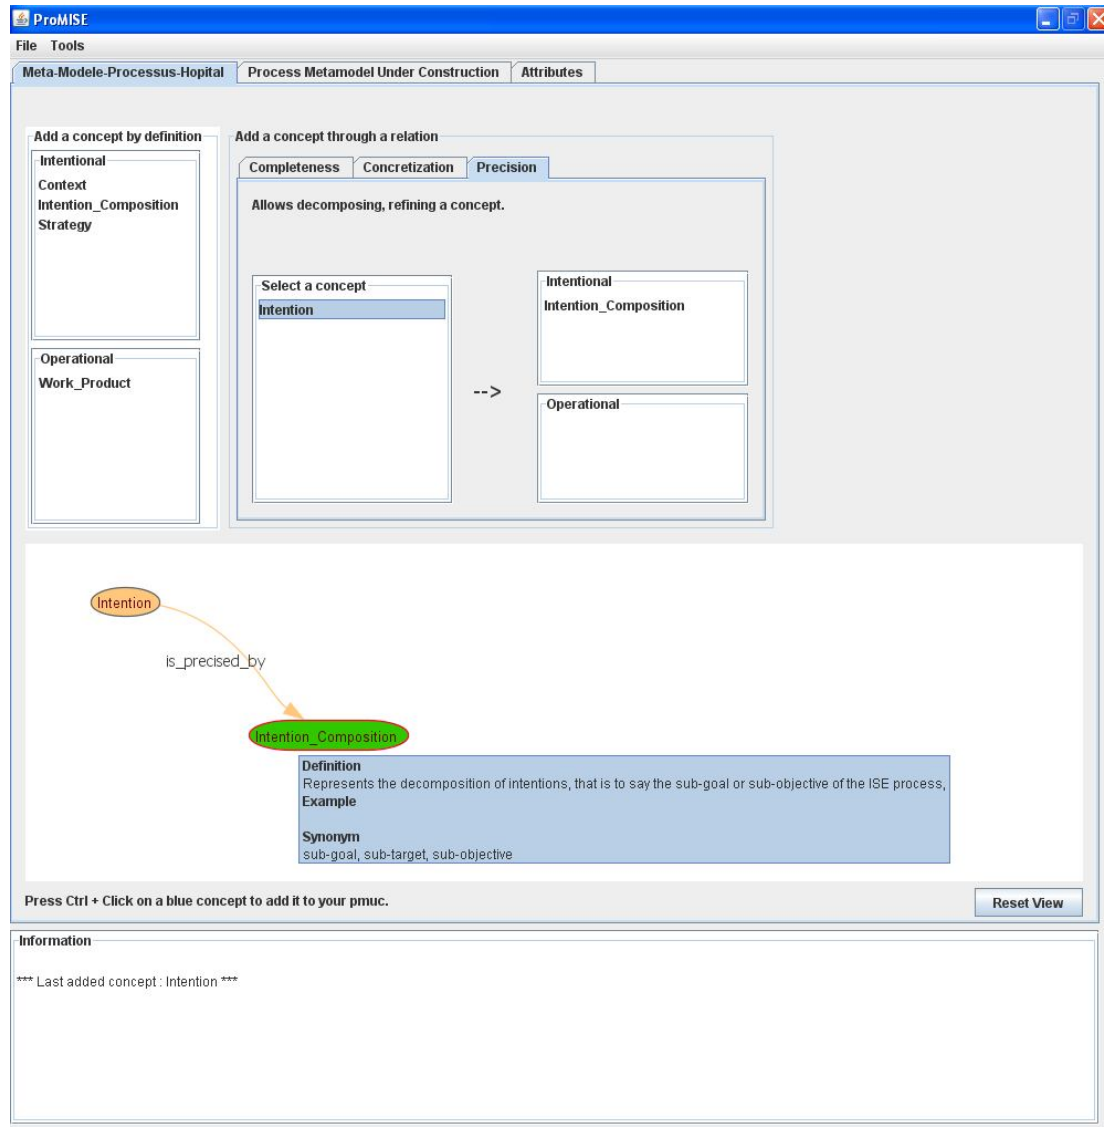 ProMISE
File Tools
Meta-Modele-Processus-Hopital Process Metamodel Under Construction Attributes
Add a concept by definition
Intentional
Context
Intention_Composition
Strategy
Operational
Work_Product
Add a concept through a relation
Completeness Concretization Precision
Allows decomposing, refining a concept.
Select a concept
Intention
-->
Intentional
Intention_Composition
Operational
Intention
is_precised_by
Intention_Composition
Definition
Represents the decomposition of intentions, that is to say the sub-goal or sub-objective of the ISE process,
Example
Synonym
sub-goal, sub-target, sub-objective
Press Ctrl + Click on a blue concept to add it to your pmuc.
Reset View
Information
*** Last added concept : Intention ***